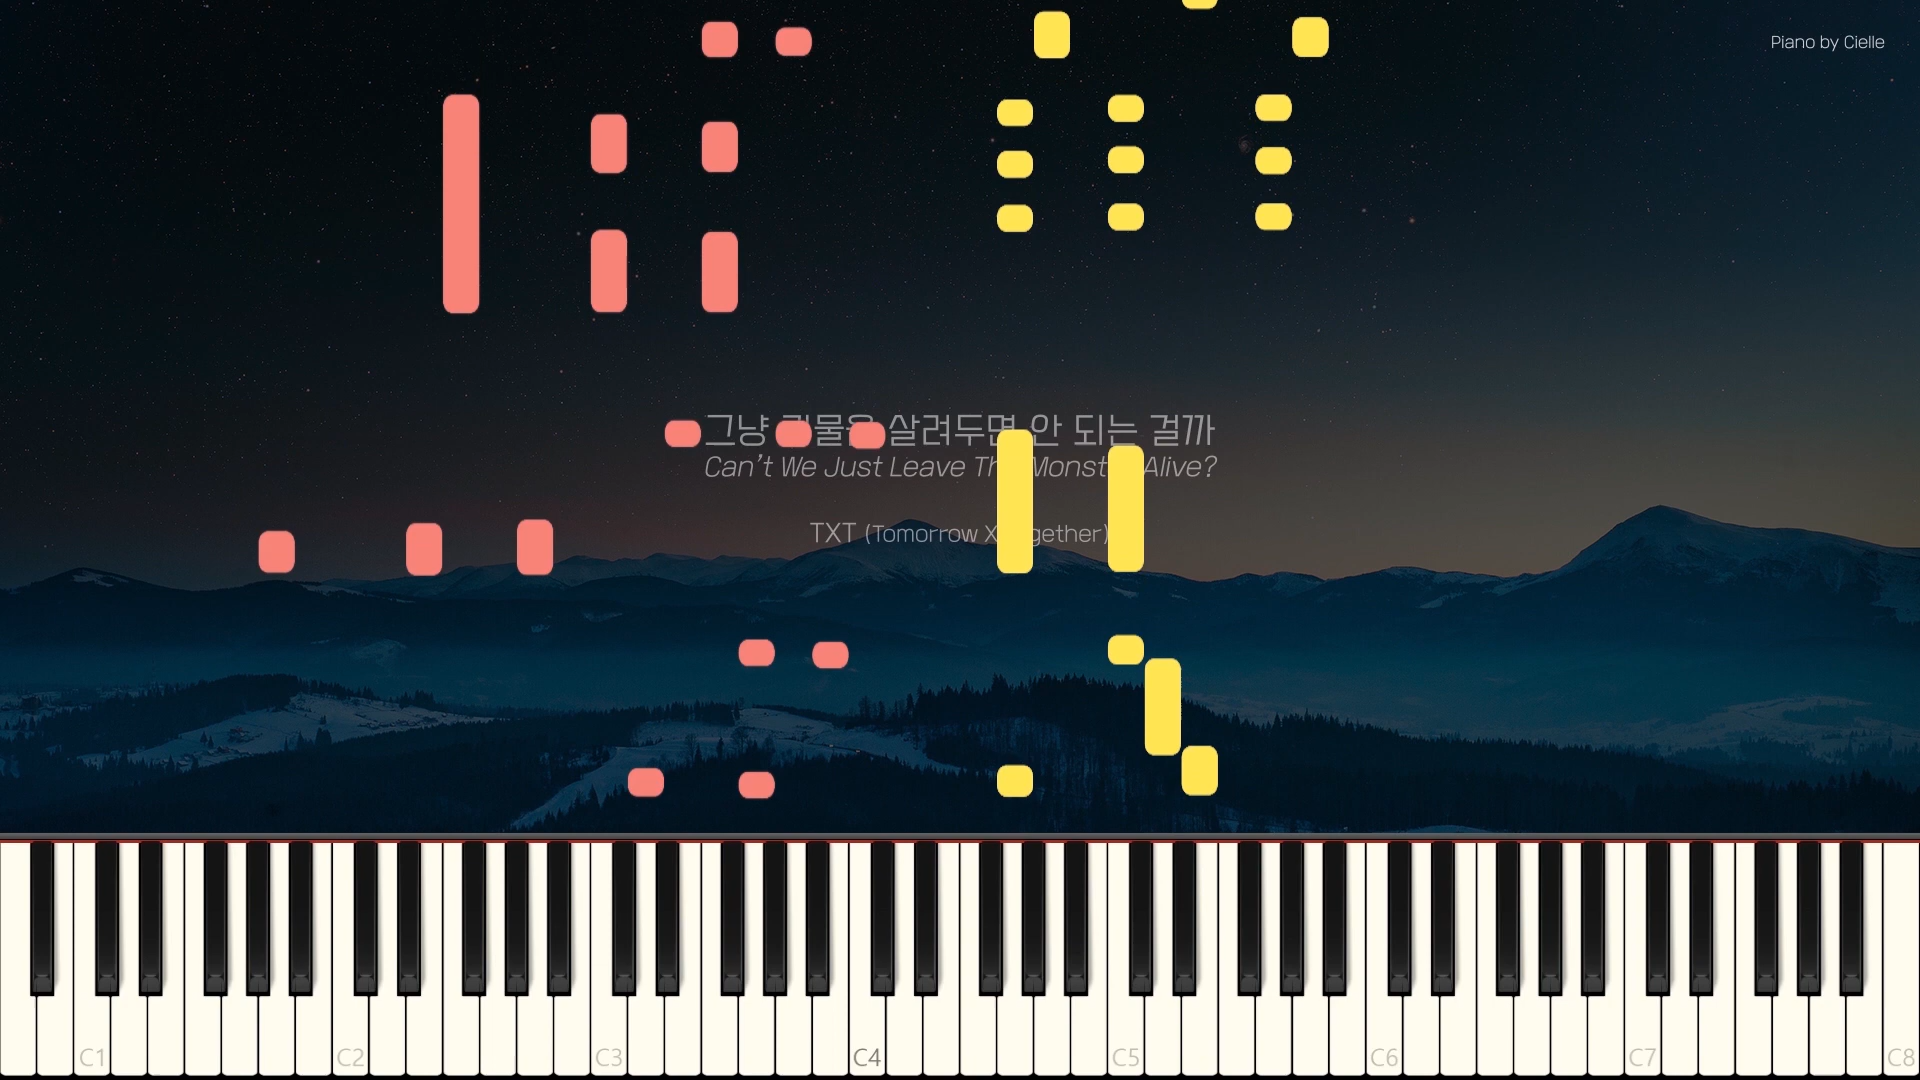 Piano by Cielle
그냥 괴물을 살려두면 안 되는 걸까
Can't We Just Leave The Monster Alive?
TXT (Tomorrow X Together)
C1 C2 C3 C4 C5 C6 C7 C8